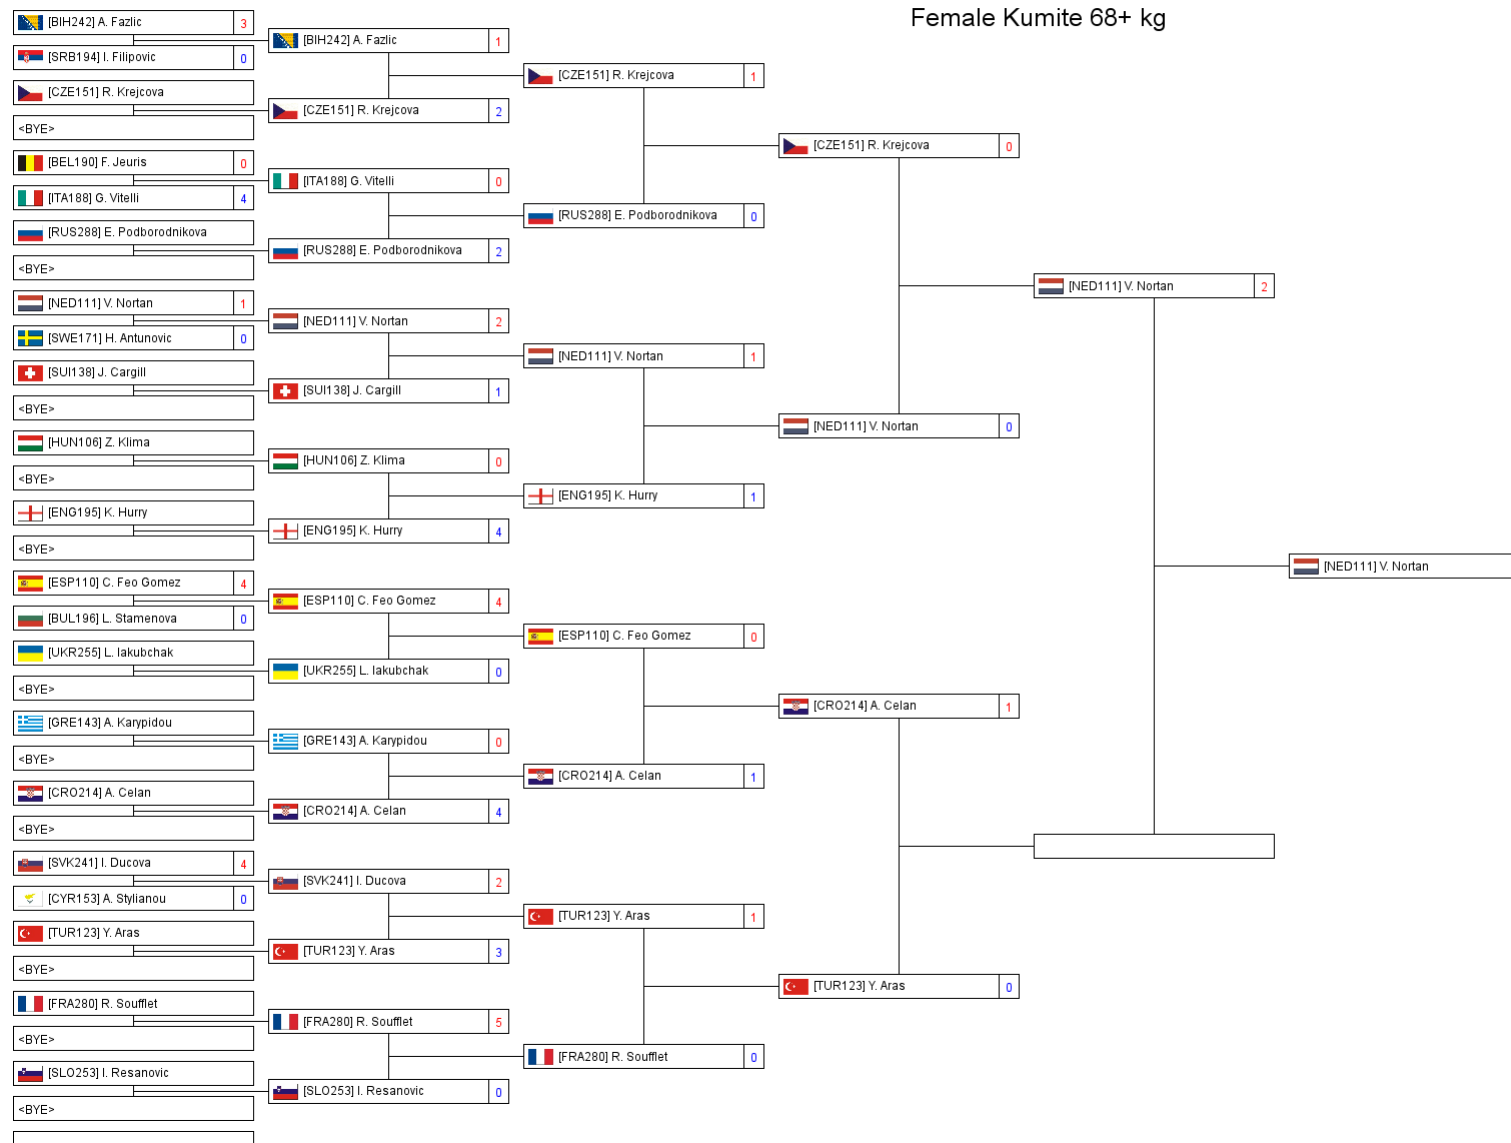 Female Kumite 68+ kg
[BIH242] A. Fazlic 3
[SRB194] I. Filipovic 0
[CZE151] R. Krejcova
<BYE>
[BEL190] F. Jeuris 0
[ITA188] G. Vitelli 4
[RUS288] E. Podborodnikova
<BYE>
[NED111] V. Nortan 1
[SWE171] H. Antunovic 0
[SUI138] J. Cargill
<BYE>
[HUN106] Z. Klima
<BYE>
[ENG195] K. Hurry
<BYE>
[ESP110] C. Feo Gomez 4
[BUL196] L. Stamenova 0
[UKR255] L. Iakubchak
<BYE>
[GRE143] A. Karypidou
<BYE>
[CRO214] A. Celan
<BYE>
[SVK241] I. Ducova 4
[CYR153] A. Stylianou 0
[TUR123] Y. Aras
<BYE>
[FRA280] R. Soufflet
<BYE>
[SLO253] I. Resanovic
<BYE>
[BIH242] A. Fazlic 1
[CZE151] R. Krejcova 2
[ITA188] G. Vitelli 0
[RUS288] E. Podborodnikova 2
[NED111] V. Nortan 2
[SUI138] J. Cargill 1
[HUN106] Z. Klima 0
[ENG195] K. Hurry 4
[ESP110] C. Feo Gomez 4
[UKR255] L. Iakubchak 0
[GRE143] A. Karypidou 0
[CRO214] A. Celan 4
[SVK241] I. Ducova 2
[TUR123] Y. Aras 3
[FRA280] R. Soufflet 5
[SLO253] I. Resanovic 0
[CZE151] R. Krejcova 1
[RUS288] E. Podborodnikova 0
[NED111] V. Nortan 1
[ENG195] K. Hurry 1
[ESP110] C. Feo Gomez 0
[CRO214] A. Celan 1
[TUR123] Y. Aras 1
[FRA280] R. Soufflet 0
[CZE151] R. Krejcova 0
[NED111] V. Nortan 0
[CRO214] A. Celan 1
[TUR123] Y. Aras 0
[NED111] V. Nortan 2
[NED111] V. Nortan